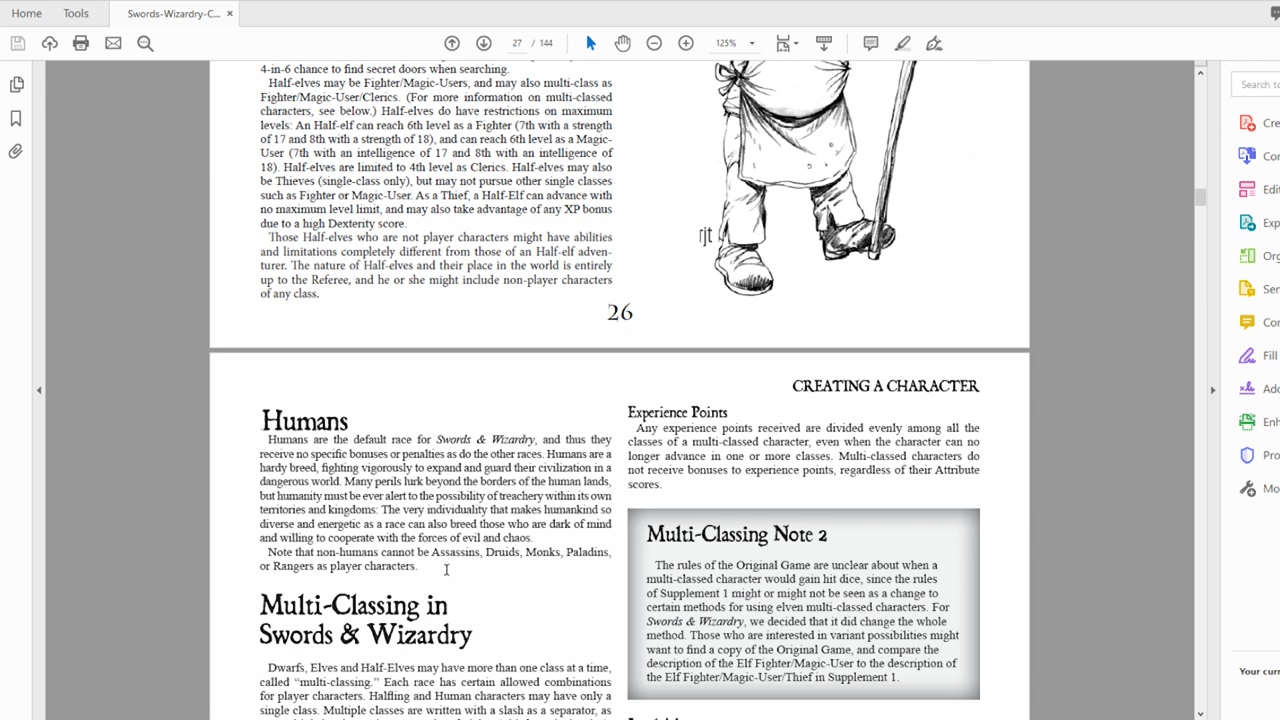 Home
Tools
Swords-Wizardry-C...
27 / 144
125%
4-in-6 chance to find secret doors when searching.
Half-elves may be Fighter/Magic-Users, and may also multi-class as
Fighter/Magic-User/Clerics. (For more information on multi-classed
characters, see below.) Half-elves do have restrictions on maximum
levels: An Half-elf can reach 6th level as a Fighter (7th with a strength
of 17 and 8th with a strength of 18), and can reach 6th level as a Magic-
User (7th with an intelligence of 17 and 8th with an intelligence of
18). Half-elves are limited to 4th level as Clerics. Half-elves may also
be Thieves (single-class only), but may not pursue other single classes
such as Fighter or Magic-User. As a Thief, a Half-Elf can advance with
no maximum level limit, and may also take advantage of any XP bonus
due to a high Dexterity score.
Those Half-elves who are not player characters might have abilities
and limitations completely different from those of an Half-elf adven-
turer. The nature of Half-elves and their place in the world is entirely
up to the Referee, and he or she might include non-player characters
of any class.
rjt
26
CREATING A CHARACTER
Humans
Humans are the default race for Swords & Wizardry, and thus they
receive no specific bonuses or penalties as do the other races. Humans are a
hardy breed, fighting vigorously to expand and guard their civilization in a
dangerous world. Many perils lurk beyond the borders of the human lands,
but humanity must be ever alert to the possibility of treachery within its own
territories and kingdoms: The very individuality that makes humankind so
diverse and energetic as a race can also breed those who are dark of mind
and willing to cooperate with the forces of evil and chaos.
Note that non-humans cannot be Assassins, Druids, Monks, Paladins,
or Rangers as player characters.
Multi-Classing in
Swords & Wizardry
Dwarfs, Elves and Half-Elves may have more than one class at a time,
called “multi-classing.” Each race has certain allowed combinations
for player characters. Halfling and Human characters may have only a
single class. Multiple classes are written with a slash as a separator, as
Experience Points
Any experience points received are divided evenly among all the
classes of a multi-classed character, even when the character can no
longer advance in one or more classes. Multi-classed characters do
not receive bonuses to experience points, regardless of their Attribute
scores.
Multi-Classing Note 2
The rules of the Original Game are unclear about when a
multi-classed character would gain hit dice, since the rules
of Supplement 1 might or might not be seen as a change to
certain methods for using elven multi-classed characters. For
Swords & Wizardry, we decided that it did change the whole
method. Those who are interested in variant possibilities might
want to find a copy of the Original Game, and compare the
description of the Elf Fighter/Magic-User to the description of
the Elf Fighter/Magic-User/Thief in Supplement 1.
Search to
Cre
Con
Edi
Exp
Org
Sen
Con
Fill
Add
Enh
Pro
Mo
Your curr